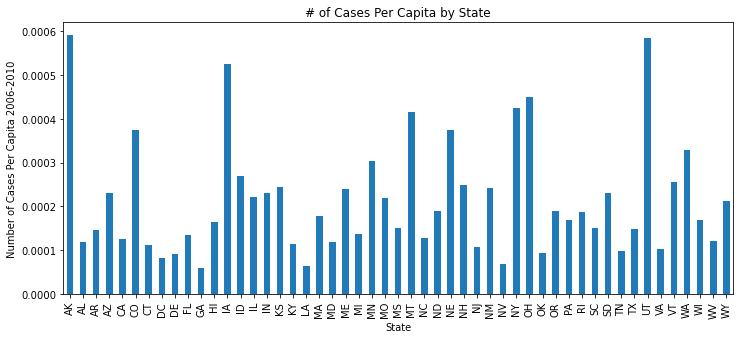 # of Cases Per Capita by State
Number of Cases Per Capita 2006-2010
0.0006
0.0005
0.0004
0.0003
0.0002
0.0001
0.0000
AK AL AR AZ CA CO CT DC DE FL GA HI IA ID IL IN KS KY LA MA MD ME MI MN MO MS MT NC ND NE NH NJ NM NV NY OH OK OR PA RI SC SD TN TX UT VA VT WA WI WV WY
State